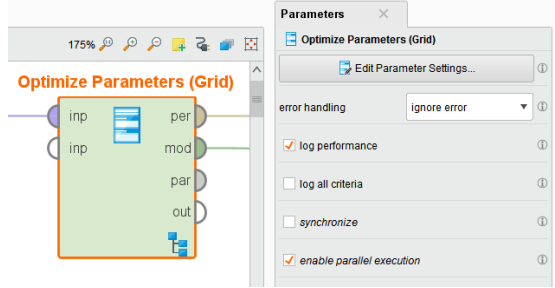 175%
Optimize Parameters (Grid)
inp
per
inp
mod
par
out
Parameters
Optimize Parameters (Grid)
Edit Parameter Settings...
error handling
ignore error
log performance
log all criteria
synchronize
enable parallel execution